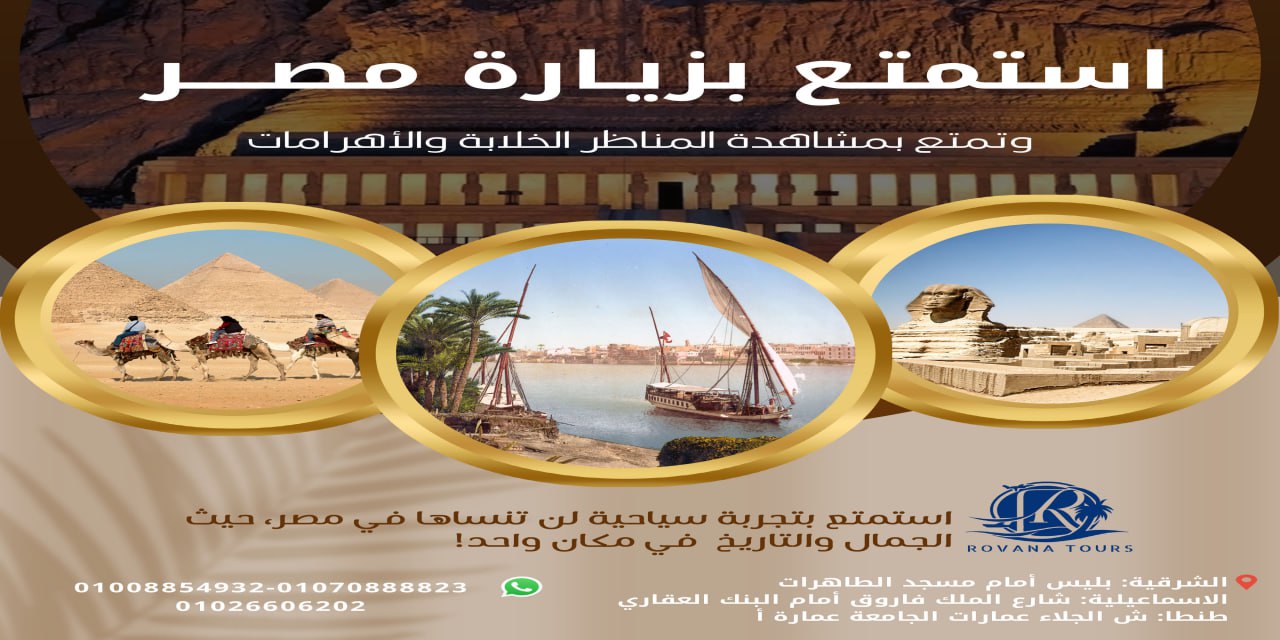 استمتع بزيارة مصر
وتمتع بمشاهدة المناظر الخلابة والأهرامات
استمتع بتجربة سياحية لن تنساها في مصر، حيث
الجمال والتاريخ في مكان واحد!
ROVANA TOURS
01008854932-01070888823
01026606202
الشرقية: بلبيس أمام مسجد الطاهرات
الاسماعيلية: شارع الملك فاروق أمام البنك العقاري
طنطا: ش الجلاء عمارات الجامعة عمارة أ